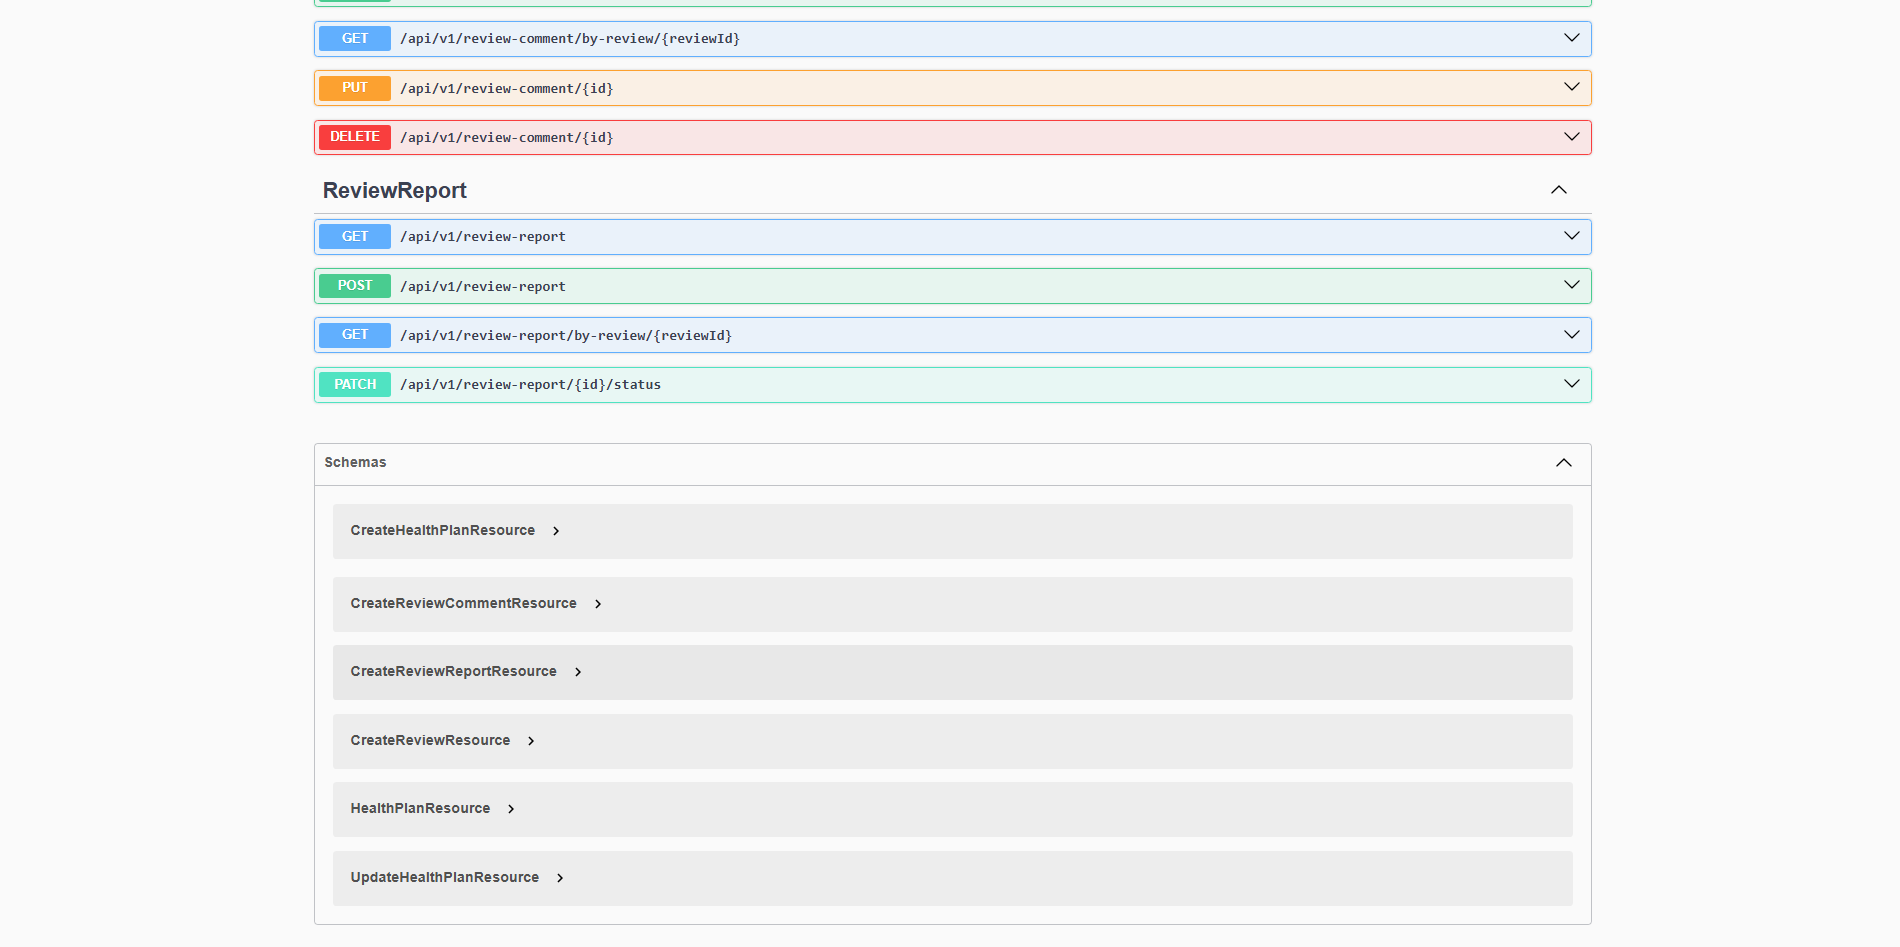 GET /api/v1/review-comment/by-review/{reviewId}
PUT /api/v1/review-comment/{id}
DELETE /api/v1/review-comment/{id}
ReviewReport
GET /api/v1/review-report
POST /api/v1/review-report
GET /api/v1/review-report/by-review/{reviewId}
PATCH /api/v1/review-report/{id}/status
Schemas
CreateHealthPlanResource
CreateReviewCommentResource
CreateReviewReportResource
CreateReviewResource
HealthPlanResource
UpdateHealthPlanResource